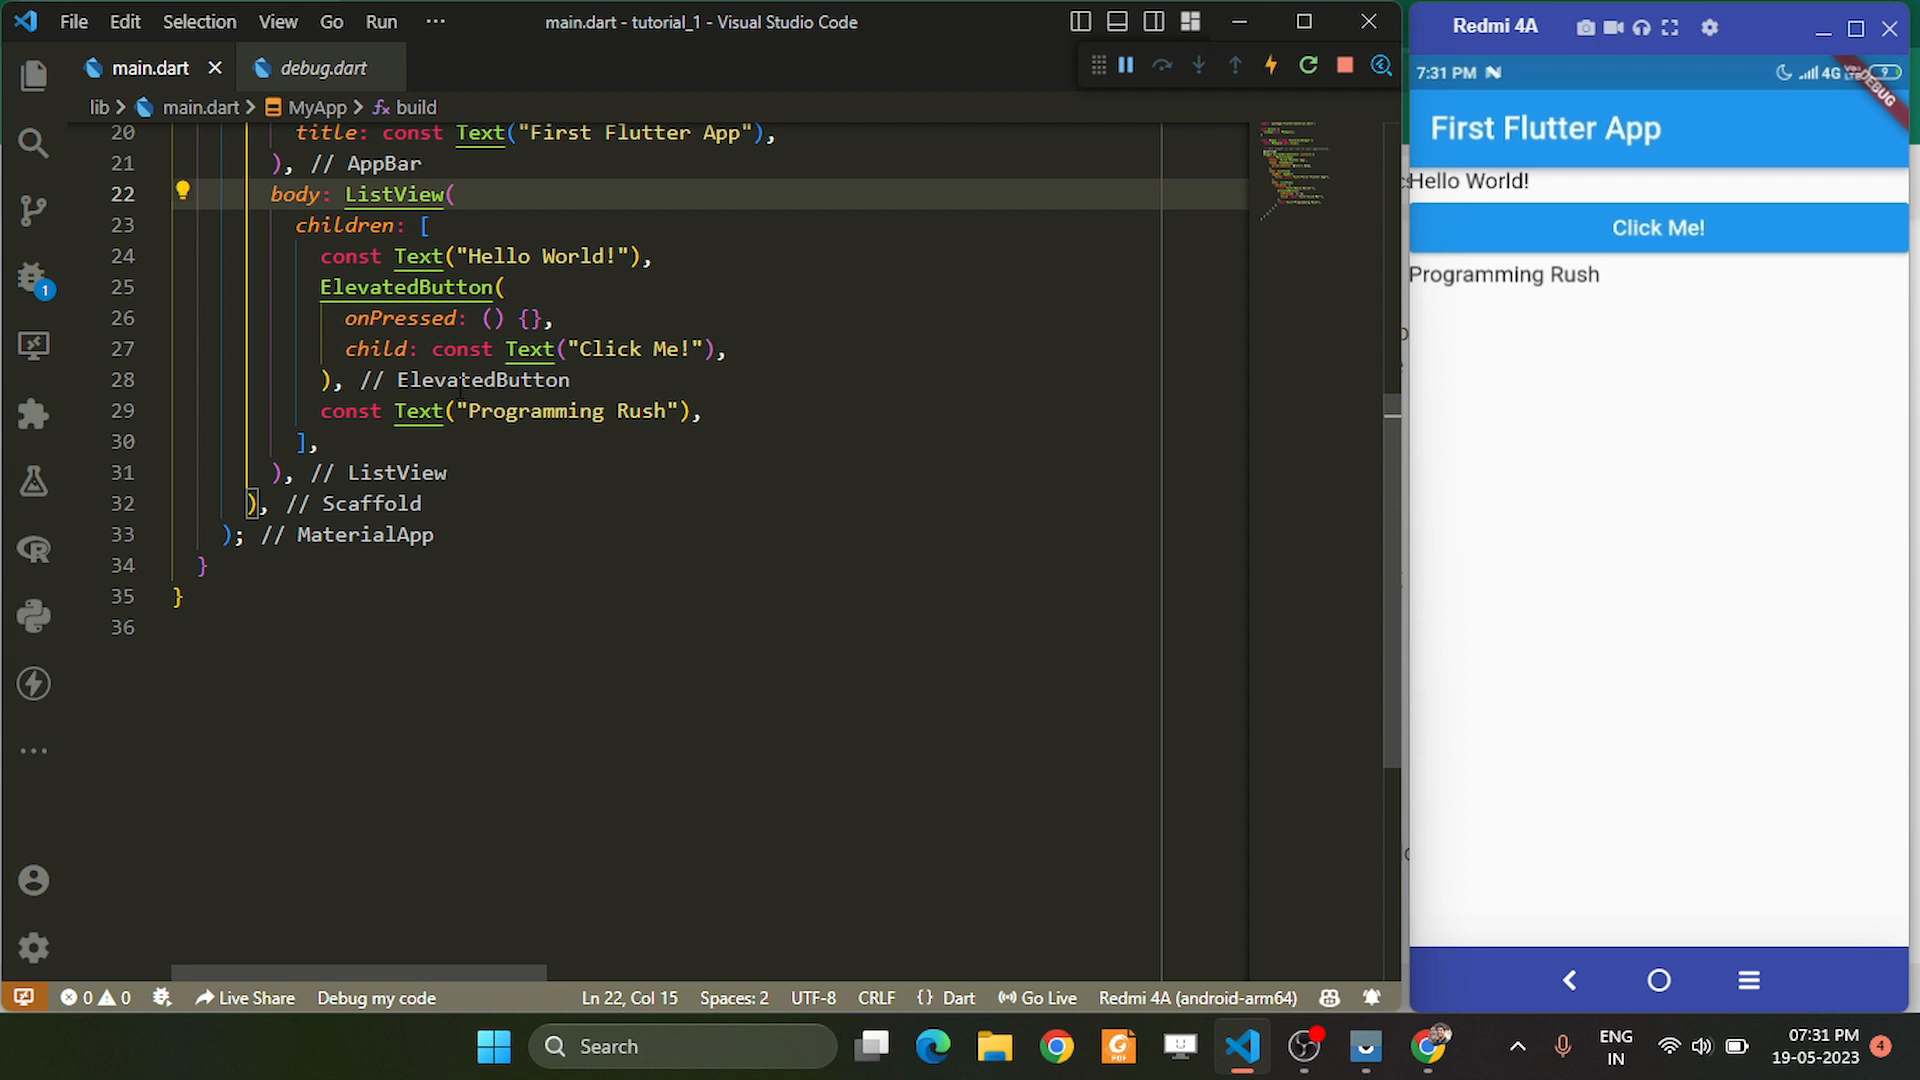 File Edit Selection View Go Run ··· main.dart - tutorial_1 - Visual Studio Code
main.dart debug.dart
lib > main.dart > MyApp > build
20 title: const Text("First Flutter App"),
21 ), // AppBar
22 body: ListView(
23 children: [
24 const Text("Hello World!"),
25 ElevatedButton(
26 onPressed: () {},
27 child: const Text("Click Me!"),
28 ), // ElevatedButton
29 const Text("Programming Rush"),
30 ],
31 ), // ListView
32 ), // Scaffold
33 ); // MaterialApp
34 }
35 }
36
1
0 0 Live Share Debug my code Ln 22, Col 15 Spaces: 2 UTF-8 CRLF {} Dart Go Live Redmi 4A (android-arm64)
Redmi 4A
7:31 PM 4G 9
DEBUG
First Flutter App
Hello World!
Click Me!
Programming Rush
Search
PDF
ENG
IN
07:31 PM
19-05-2023
4